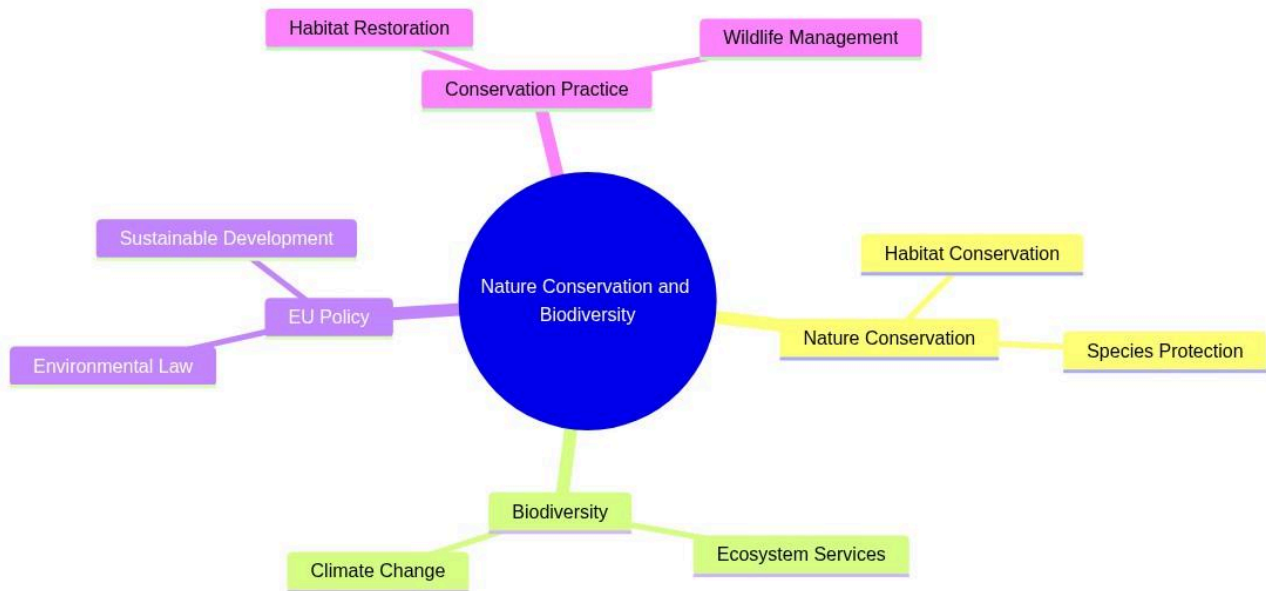 Habitat Restoration
Wildlife Management
Conservation Practice
Sustainable Development
Habitat Conservation
Nature Conservation and
Biodiversity
EU Policy
Nature Conservation
Species Protection
Environmental Law
Biodiversity
Ecosystem Services
Climate Change